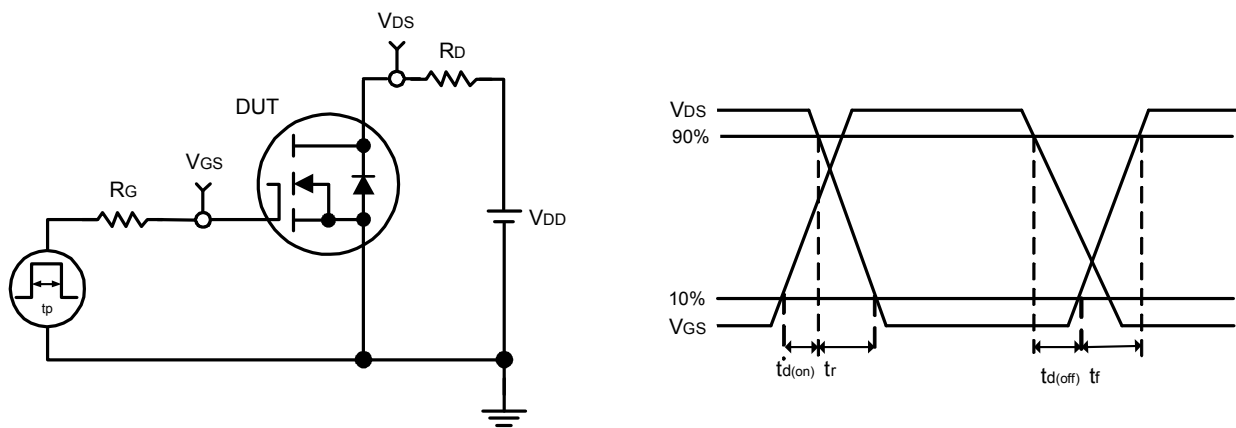 VDS
RD
DUT
VGS
RG
VDD
tp
VDS
90%
10%
VGS
td(on) tr
td(off) tf